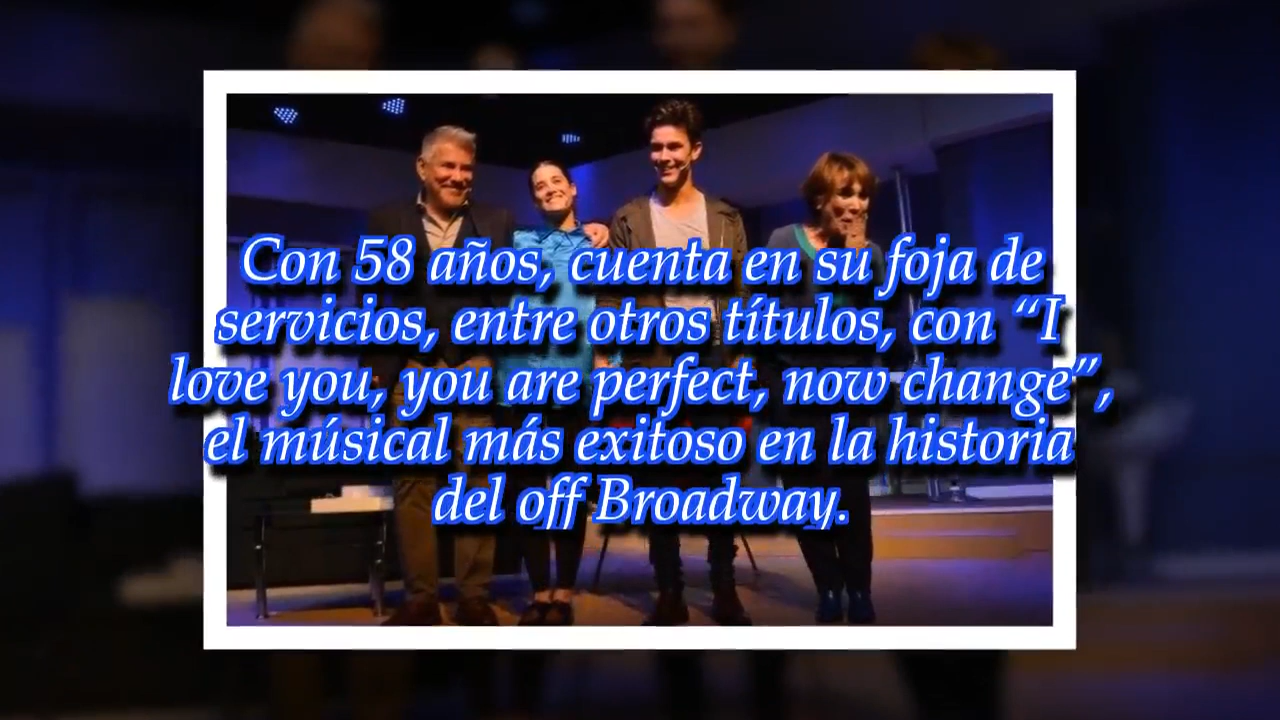 Con 58 años, cuenta en su foja de
servicios, entre otros títulos, con “I
love you, you are perfect, now change”,
el músical más exitoso en la historia
del off Broadway.